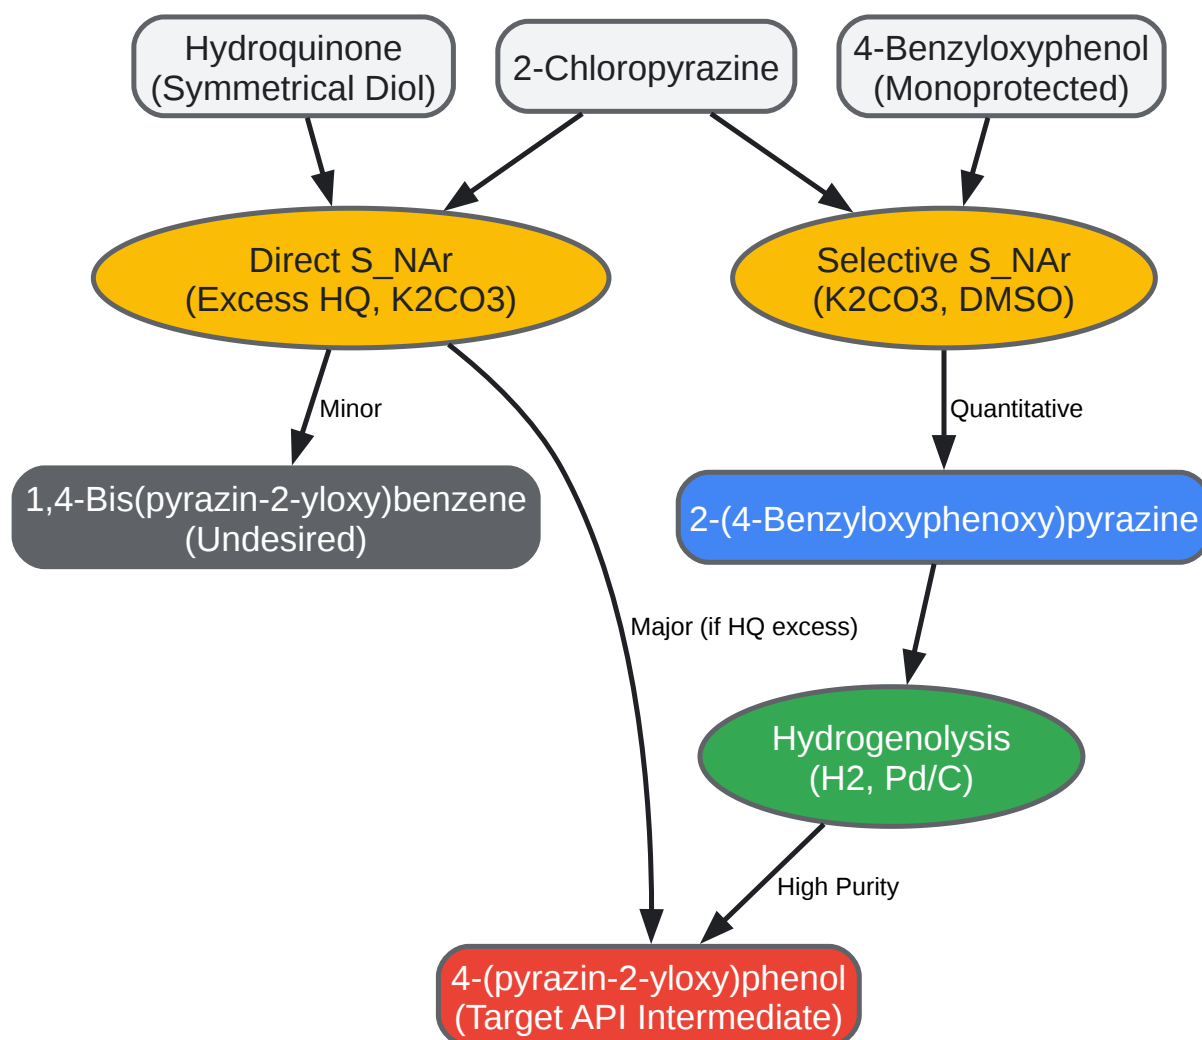 Hydroquinone
(Symmetrical Diol)
2-Chloropyrazine
4-Benzyloxyphenol
(Monoprotected)
Direct S_NAr
(Excess HQ, K2CO3)
Selective S_NAr
(K2CO3, DMSO)
Minor
Quantitative
1,4-Bis(pyrazin-2-yloxy)benzene
(Undesired)
2-(4-Benzyloxyphenoxy)pyrazine
Major (if HQ excess)
Hydrogenolysis
(H2, Pd/C)
High Purity
4-(pyrazin-2-yloxy)phenol
(Target API Intermediate)